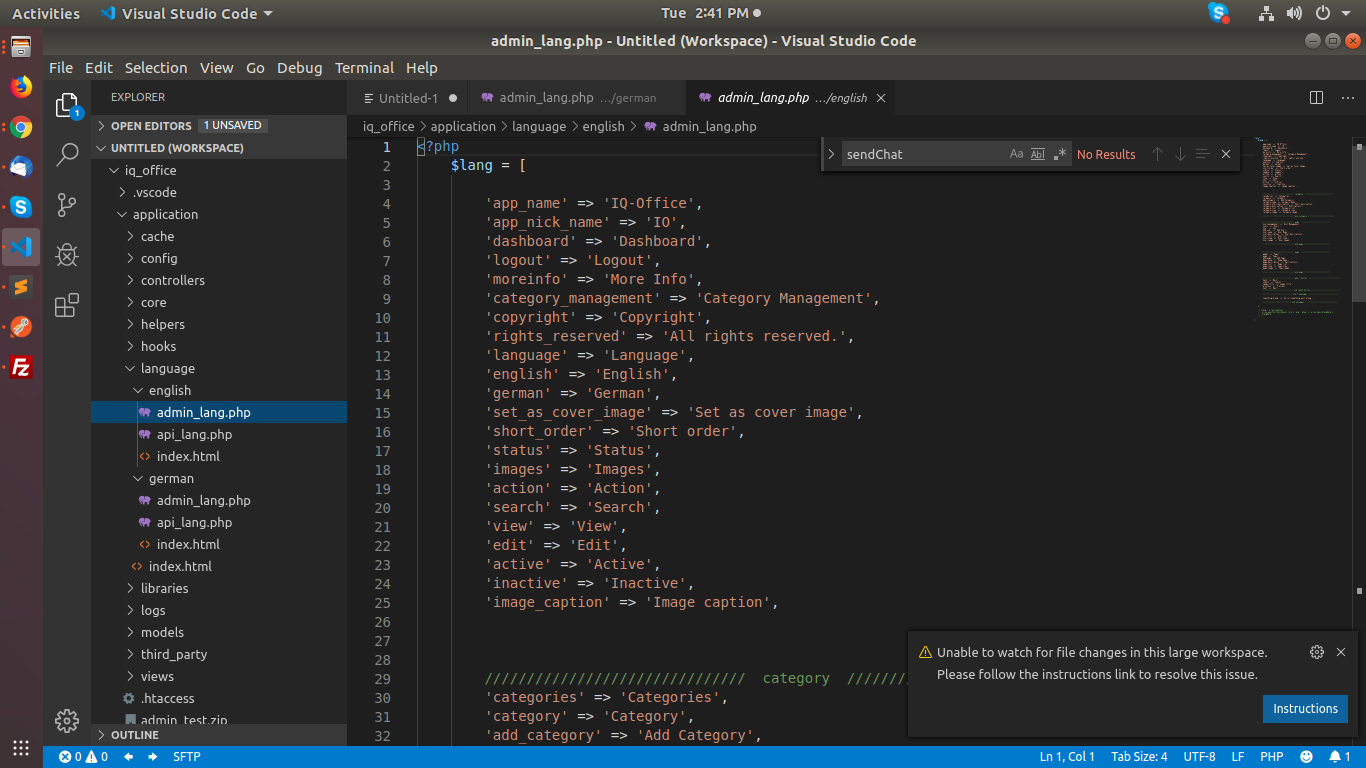 Activities
Visual Studio Code
Tue 2:41 PM
admin_lang.php - Untitled (Workspace) - Visual Studio Code
File Edit Selection View Go Debug Terminal Help
EXPLORER
OPEN EDITORS 1 UNSAVED
UNTITLED (WORKSPACE)
iq_office
.vscode
application
cache
config
controllers
core
helpers
hooks
language
english
admin_lang.php
api_lang.php
index.html
german
admin_lang.php
api_lang.php
index.html
index.html
libraries
logs
models
third_party
views
.htaccess
admin_test.zip
OUTLINE
1
Untitled-1
admin_lang.php .../german
admin_lang.php .../english
iq_office > application > language > english > admin_lang.php
sendChat
Aa Abl .*
No Results
1 <?php
2 $lang = [
3
4 'app_name' => 'IQ-Office',
5 'app_nick_name' => 'IO',
6 'dashboard' => 'Dashboard',
7 'logout' => 'Logout',
8 'moreinfo' => 'More Info',
9 'category_management' => 'Category Management',
10 'copyright' => 'Copyright',
11 'rights_reserved' => 'All rights reserved.',
12 'language' => 'Language',
13 'english' => 'English',
14 'german' => 'German',
15 'set_as_cover_image' => 'Set as cover image',
16 'short_order' => 'Short order',
17 'status' => 'Status',
18 'images' => 'Images',
19 'action' => 'Action',
20 'search' => 'Search',
21 'view' => 'View',
22 'edit' => 'Edit',
23 'active' => 'Active',
24 'inactive' => 'Inactive',
25 'image_caption' => 'Image caption',
26
27
28
29 /////////////////////////////// category ////////
30 'categories' => 'Categories',
31 'category' => 'Category',
32 'add_category' => 'Add Category',
Unable to watch for file changes in this large workspace.
Please follow the instructions link to resolve this issue.
Instructions
0 0 SFTP
Ln 1, Col 1 Tab Size: 4 UTF-8 LF PHP 1